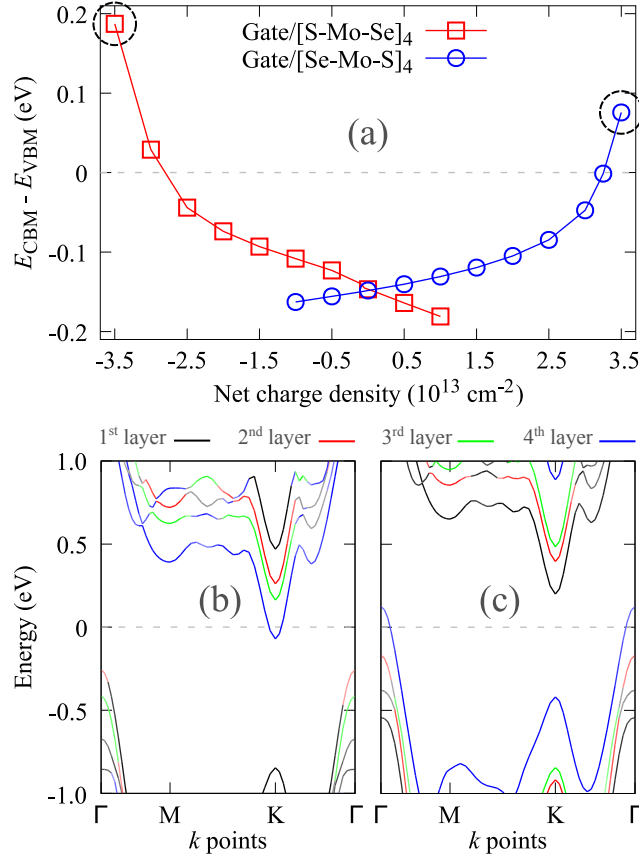 0.2
0.1
0
-0.1
-0.2
E_CBM - E_VBM (eV)
Gate/[S-Mo-Se]₄
Gate/[Se-Mo-S]₄
(a)
-3.5 -2.5 -1.5 -0.5 0.5 1.5 2.5 3.5
Net charge density (10¹³ cm⁻²)
1ˢᵗ layer 2ⁿᵈ layer 3ʳᵈ layer 4ᵗʰ layer
1.0
0.5
0
-0.5
-1.0
Energy (eV)
(b) (c)
Γ M K Γ Γ M K Γ
k points k points